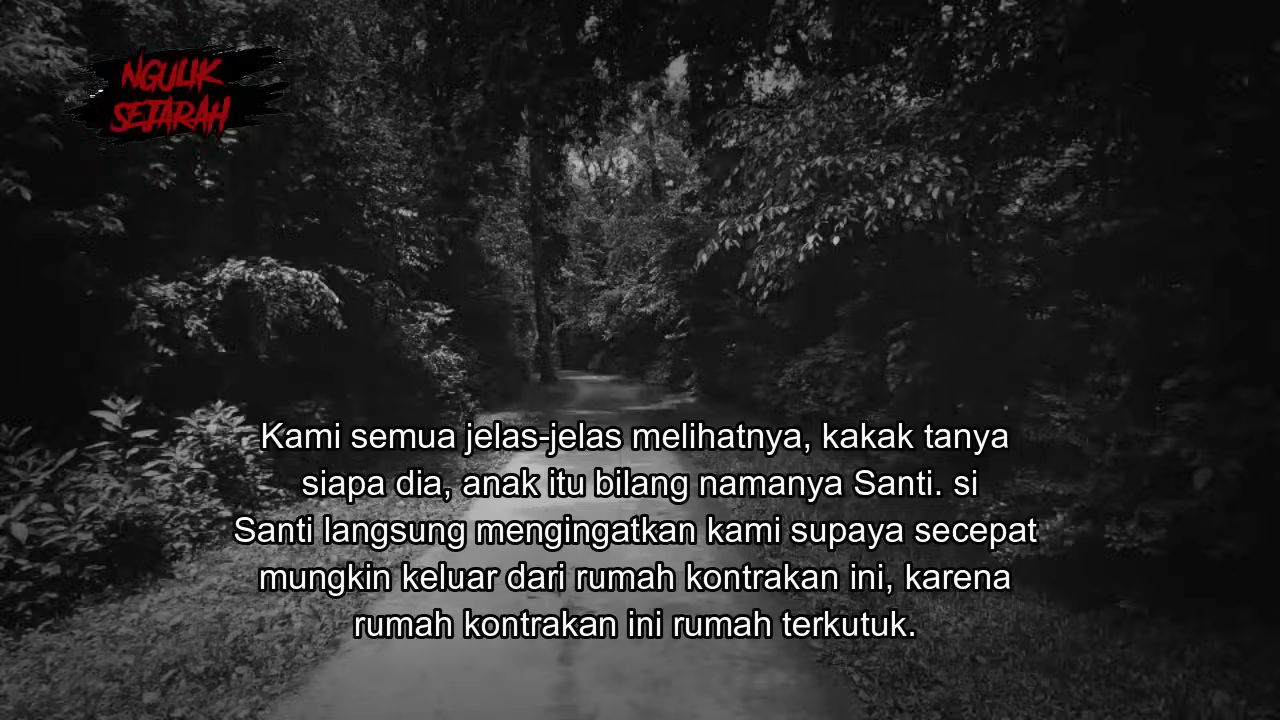 NGULIK
SEJARAH
Kami semua jelas-jelas melihatnya, kakak tanya
siapa dia, anak itu bilang namanya Santi. si
Santi langsung mengingatkan kami supaya secepat
mungkin keluar dari rumah kontrakan ini, karena
rumah kontrakan ini rumah terkutuk.